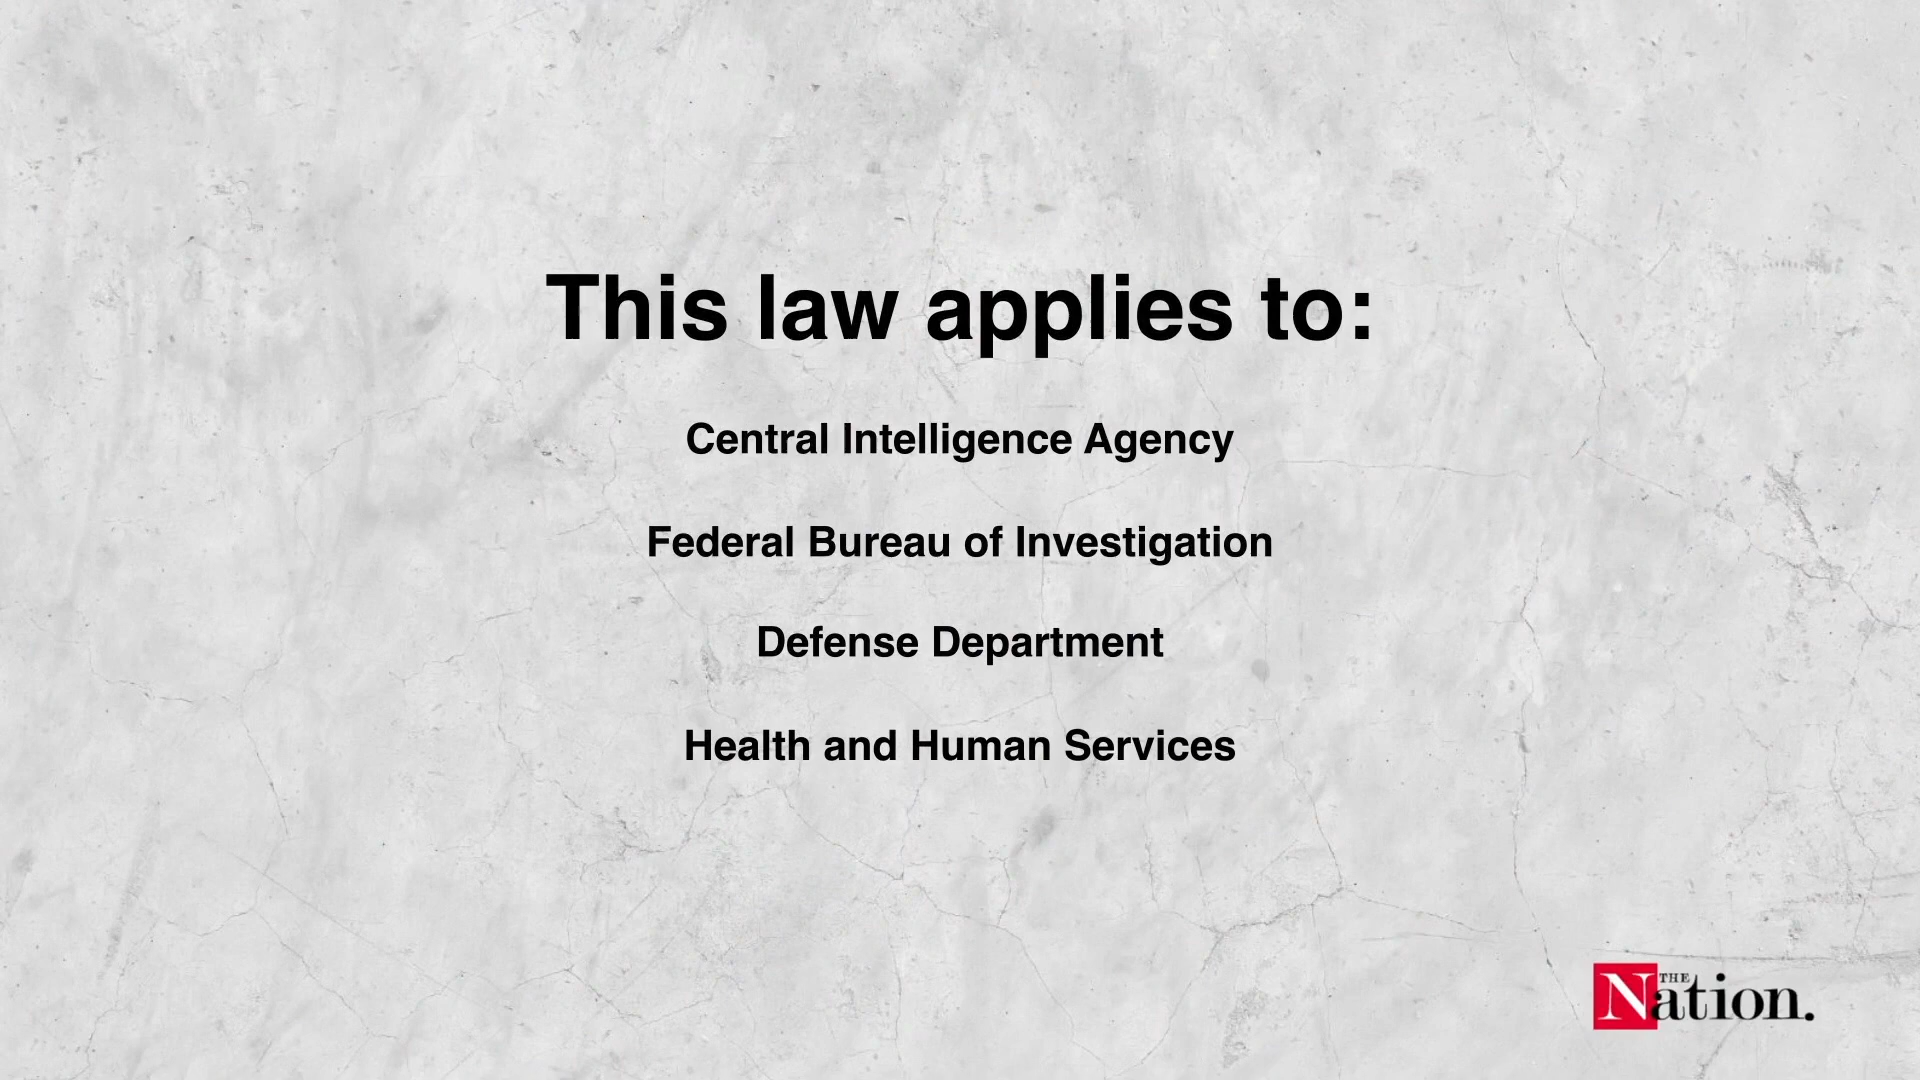 This law applies to:
Central Intelligence Agency
Federal Bureau of Investigation
Defense Department
Health and Human Services
THE
Nation.